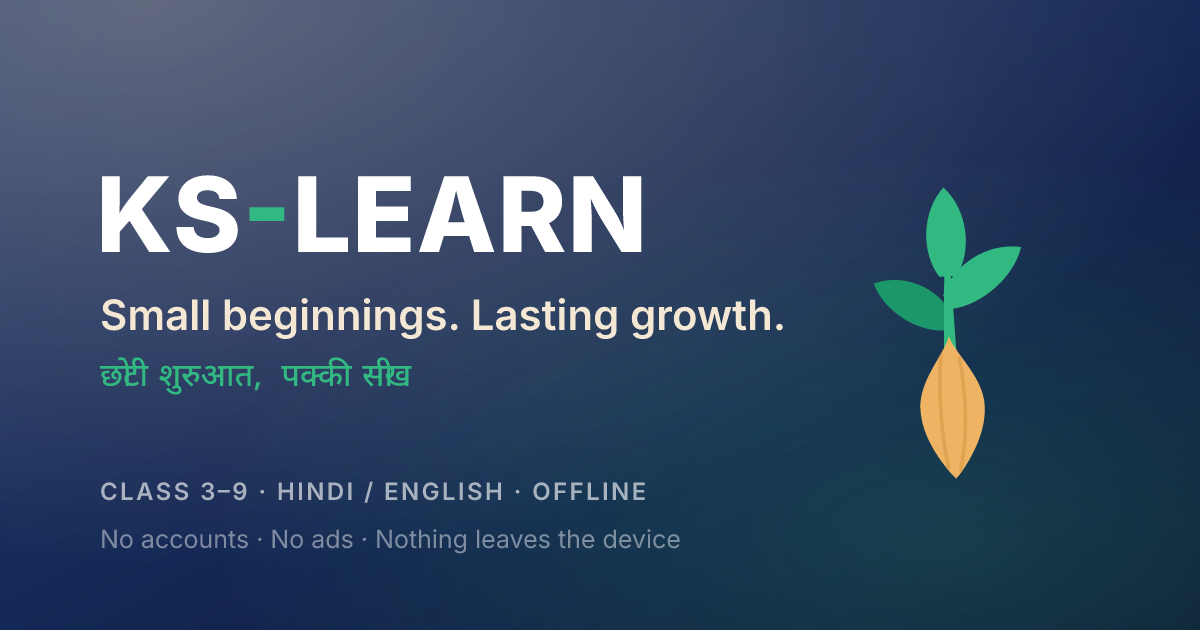 KS-LEARN
Small beginnings. Lasting growth.
छोटी शुरुआत, पक्की सीख
CLASS 3–9 · HINDI / ENGLISH · OFFLINE
No accounts · No ads · Nothing leaves the device